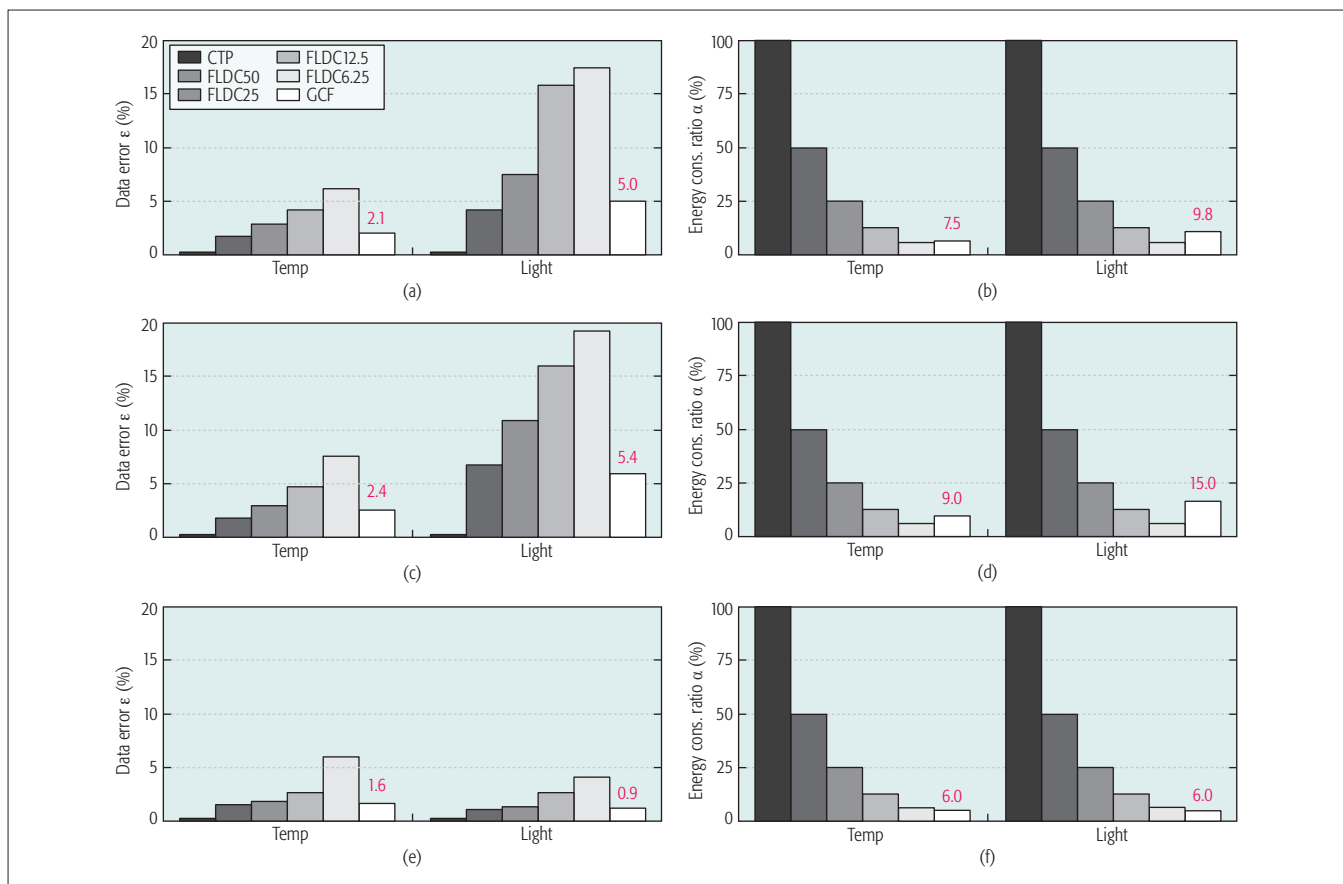 20
15
10
5
0
Data error ε (%)
CTP
FLDC50
FLDC25
FLDC12.5
FLDC6.25
GCF
2.1
5.0
Temp
Light
(a)
100
75
50
25
0
Energy cons. ratio α (%)
7.5
9.8
Temp
Light
(b)
20
15
10
5
0
Data error ε (%)
2.4
5.4
Temp
Light
(c)
100
75
50
25
0
Energy cons. ratio α (%)
9.0
15.0
Temp
Light
(d)
20
15
10
5
0
Data error ε (%)
1.6
0.9
Temp
Light
(e)
100
75
50
25
0
Energy cons. ratio α (%)
6.0
6.0
Temp
Light
(f)